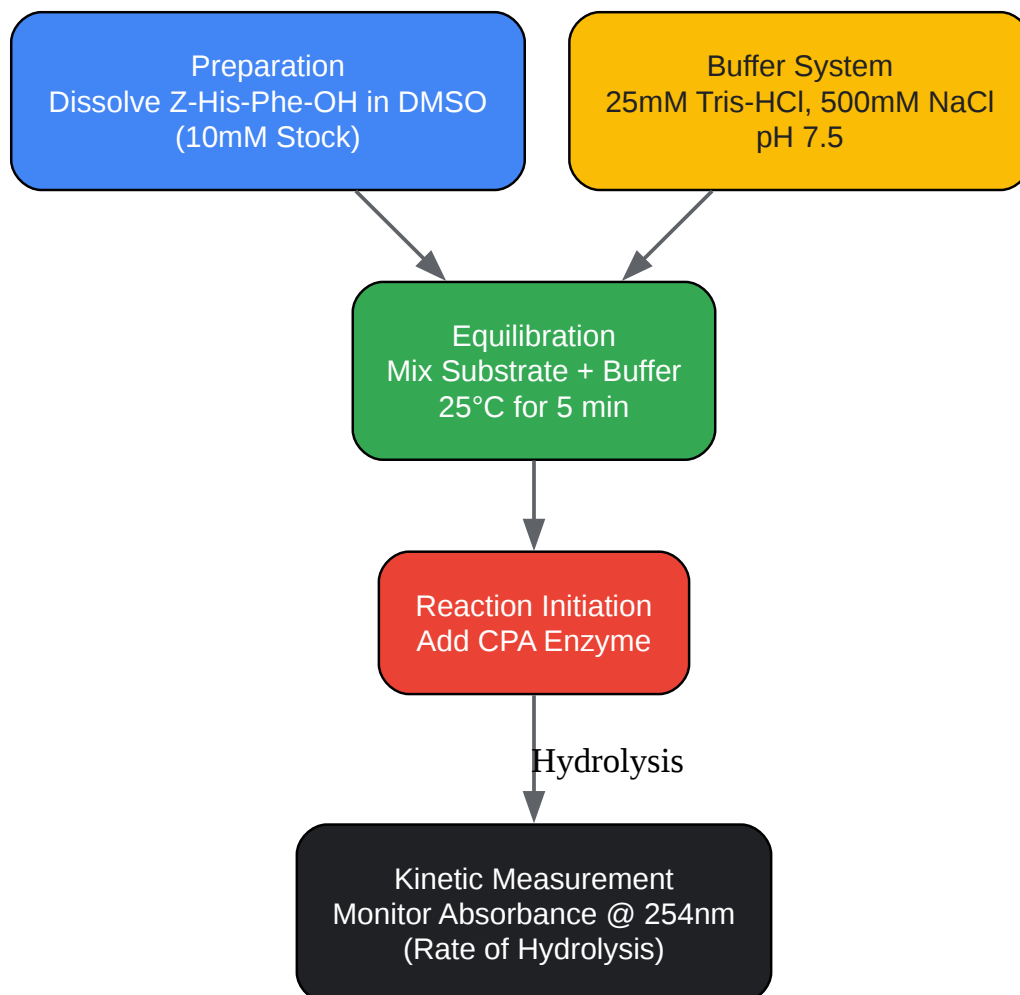 Preparation
Dissolve Z-His-Phe-OH in DMSO
(10mM Stock)
Buffer System
25mM Tris-HCl, 500mM NaCl
pH 7.5
Equilibration
Mix Substrate + Buffer
25°C for 5 min
Reaction Initiation
Add CPA Enzyme
Hydrolysis
Kinetic Measurement
Monitor Absorbance @ 254nm
(Rate of Hydrolysis)